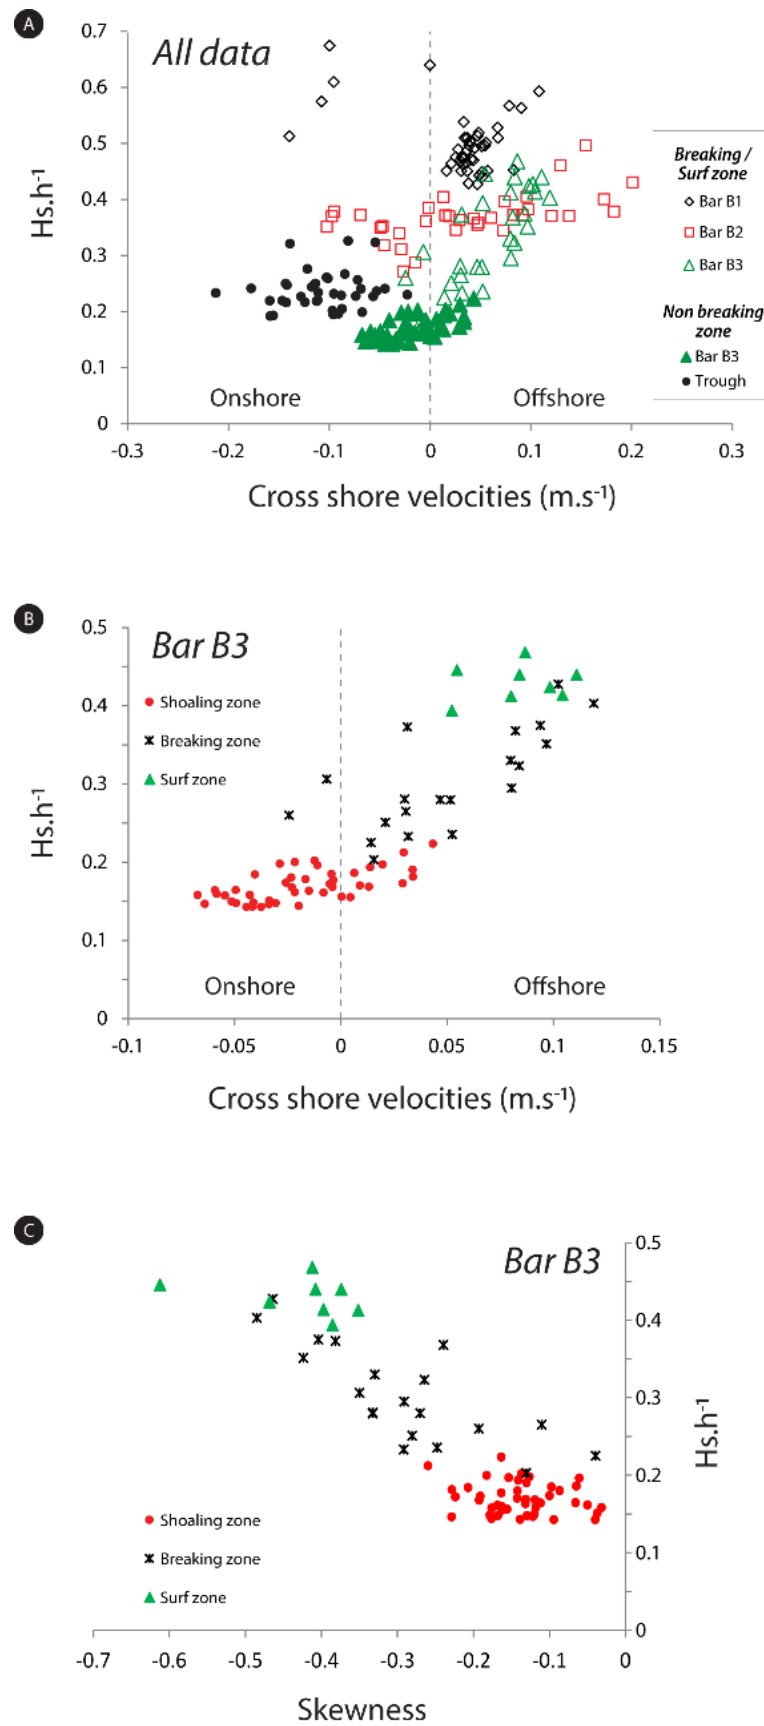 A
All data
0.7
0.6
0.5
0.4
0.3
0.2
0.1
0
Hs.h⁻¹
Onshore
Offshore
-0.3
-0.2
-0.1
0
0.1
0.2
0.3
Cross shore velocities (m.s⁻¹)
Breaking /
Surf zone
Bar B1
Bar B2
Bar B3
Non breaking
zone
Bar B3
Trough
B
Bar B3
0.5
0.4
0.3
0.2
0.1
0
Hs.h⁻¹
Shoaling zone
Breaking zone
Surf zone
Onshore
Offshore
-0.1
-0.05
0
0.05
0.1
0.15
Cross shore velocities (m.s⁻¹)
C
Bar B3
0.5
0.4
0.3
0.2
0.1
0
Hs.h⁻¹
Shoaling zone
Breaking zone
Surf zone
-0.7
-0.6
-0.5
-0.4
-0.3
-0.2
-0.1
0
Skewness